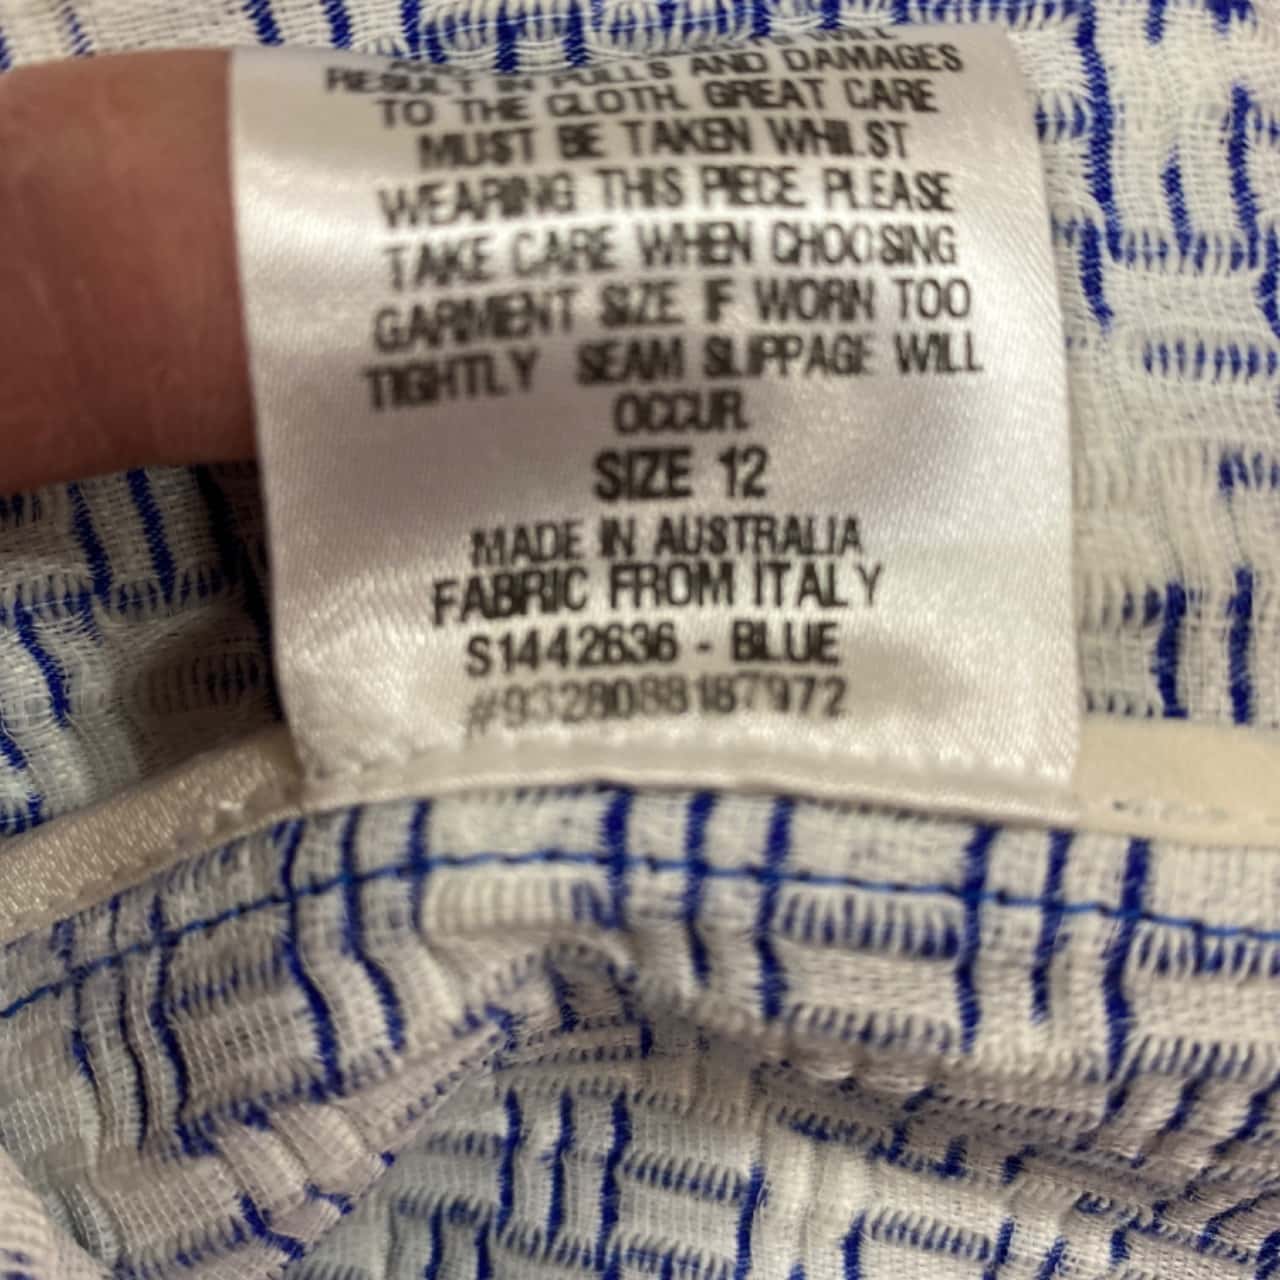 WILL
RESULT IN PULLS AND DAMAGES
TO THE CLOTH. GREAT CARE
MUST BE TAKEN WHILST
WEARING THIS PIECE. PLEASE
TAKE CARE WHEN CHOOSING
GARMENT SIZE IF WORN TOO
TIGHTLY SEAM SLIPPAGE WILL
OCCUR.
SIZE 12
MADE IN AUSTRALIA
FABRIC FROM ITALY
S1442636 - BLUE
#9328088187972